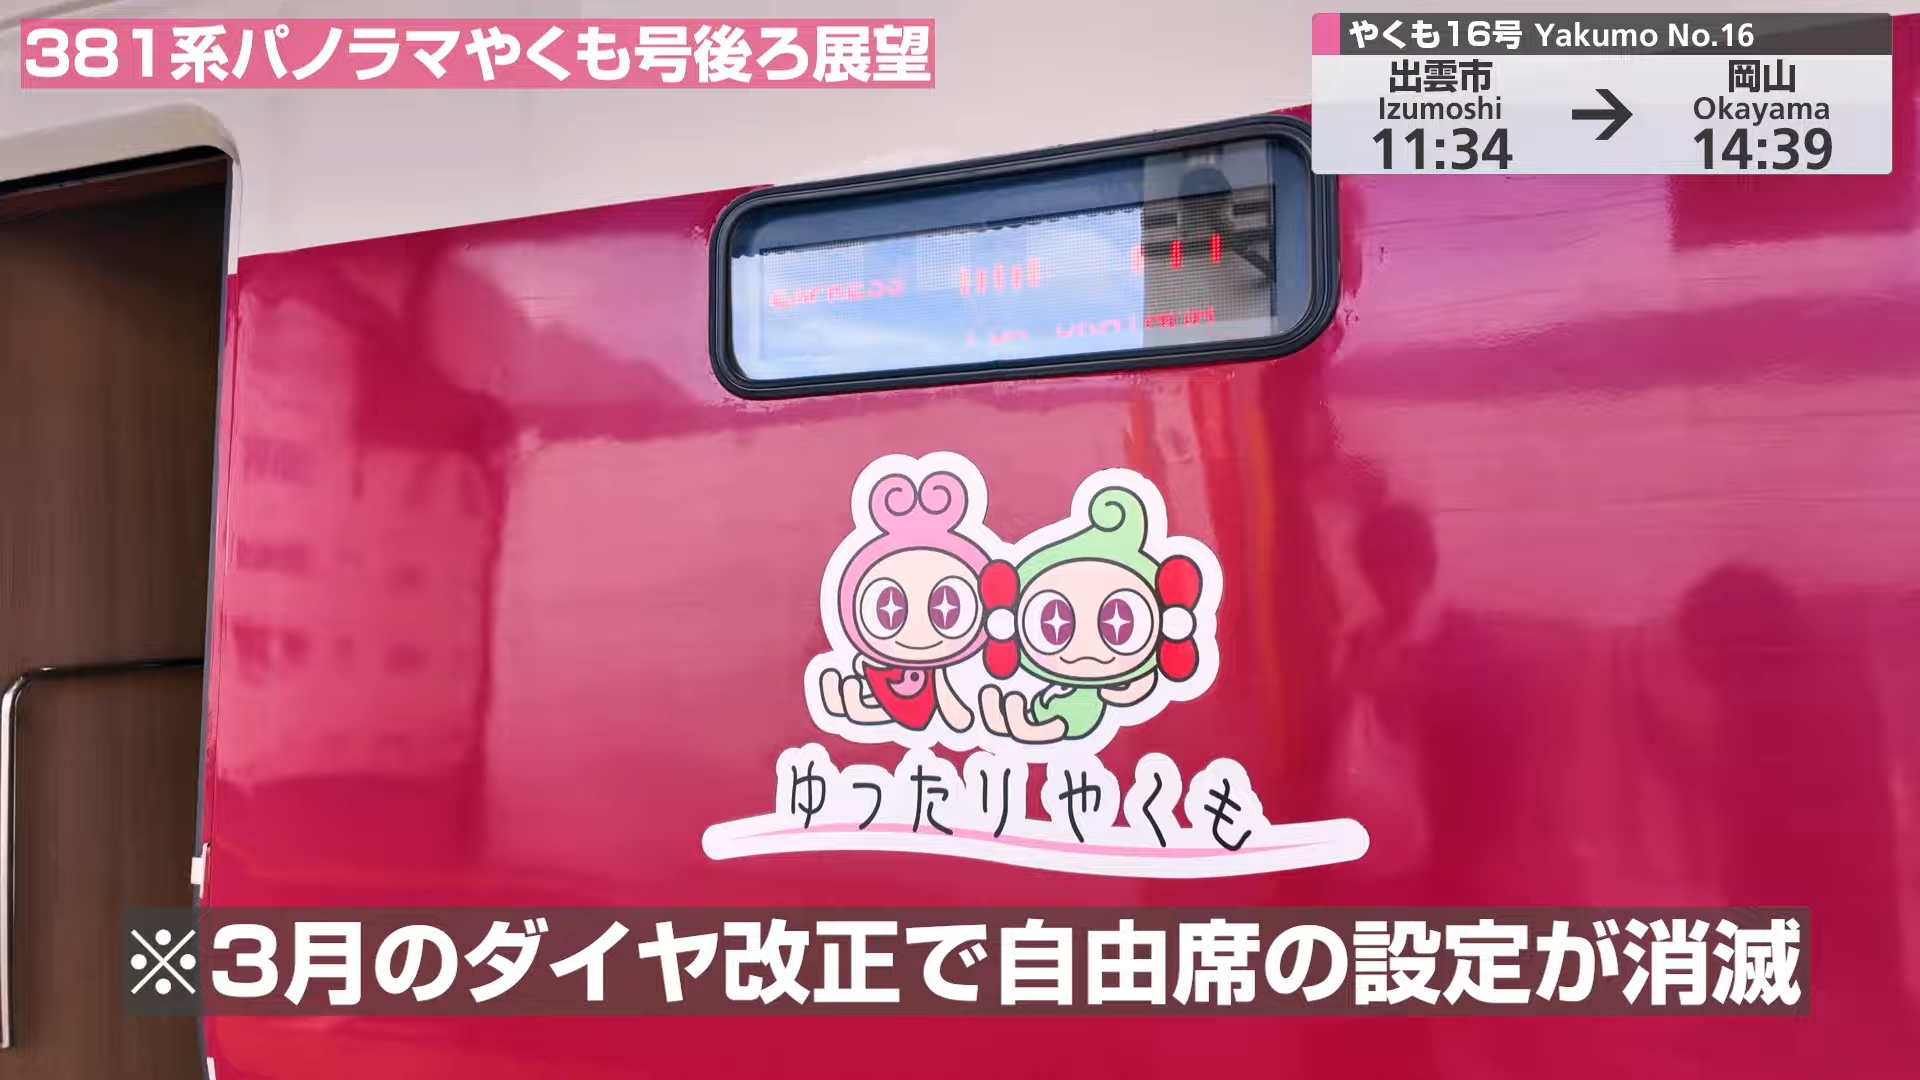 381系パノラマやくも号後ろ展望
やくも16号 Yakumo No.16
出雲市 → 岡山
Izumoshi Okayama
11:34 14:39
ゆったりやくも
※3月のダイヤ改正で自由席の設定が消滅